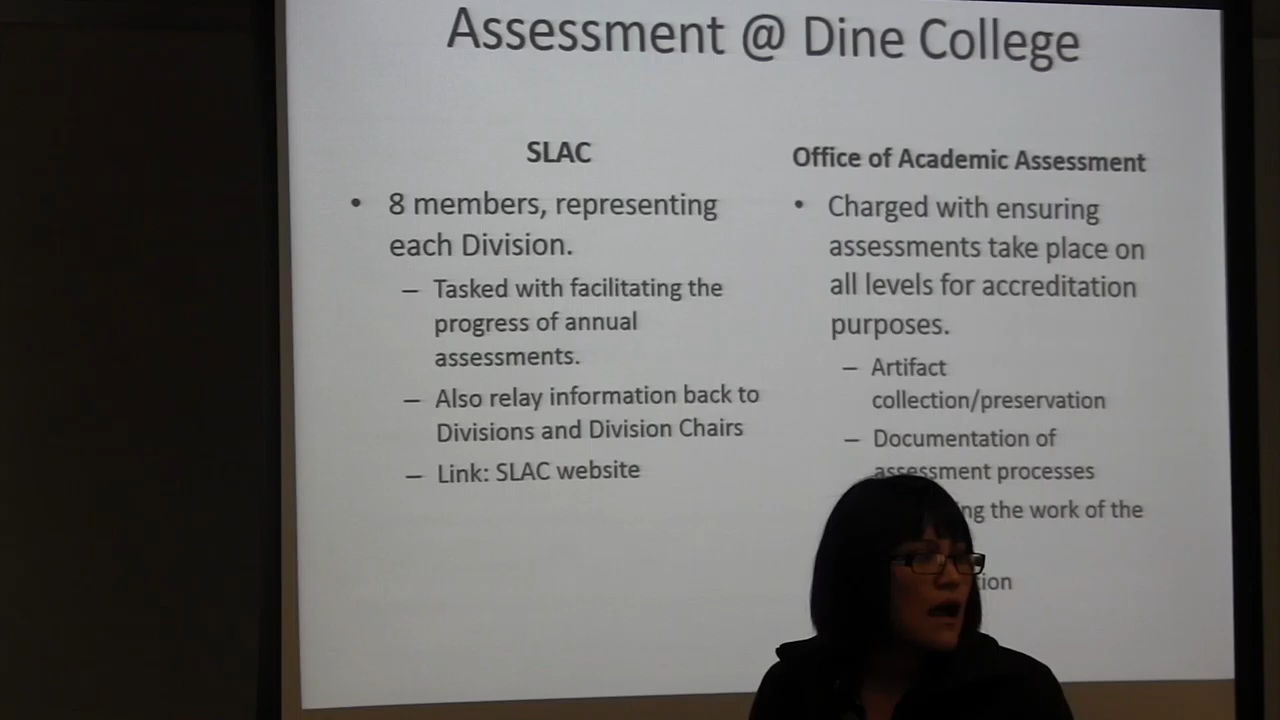 Assessment @ Dine College
SLAC
• 8 members, representing
each Division.
– Tasked with facilitating the
progress of annual
assessments.
– Also relay information back to
Divisions and Division Chairs
– Link: SLAC website
Office of Academic Assessment
• Charged with ensuring
assessments take place on
all levels for accreditation
purposes.
– Artifact
collection/preservation
– Documentation of
assessment processes
the work of the